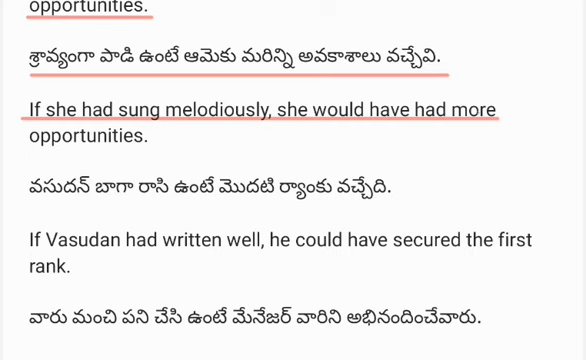 opportunities.
శ్రావ్యంగా పాడి ఉంటే ఆమెకు మరిన్ని అవకాశాలు వచ్చేవి.
If she had sung melodiously, she would have had more
opportunities.
వసుదన్ బాగా రాసి ఉంటే మొదటి ర్యాంకు వచ్చేది.
If Vasudan had written well, he could have secured the first
rank.
వారు మంచి పని చేసి ఉంటే మేనేజర్ వారిని అభినందించేవారు.